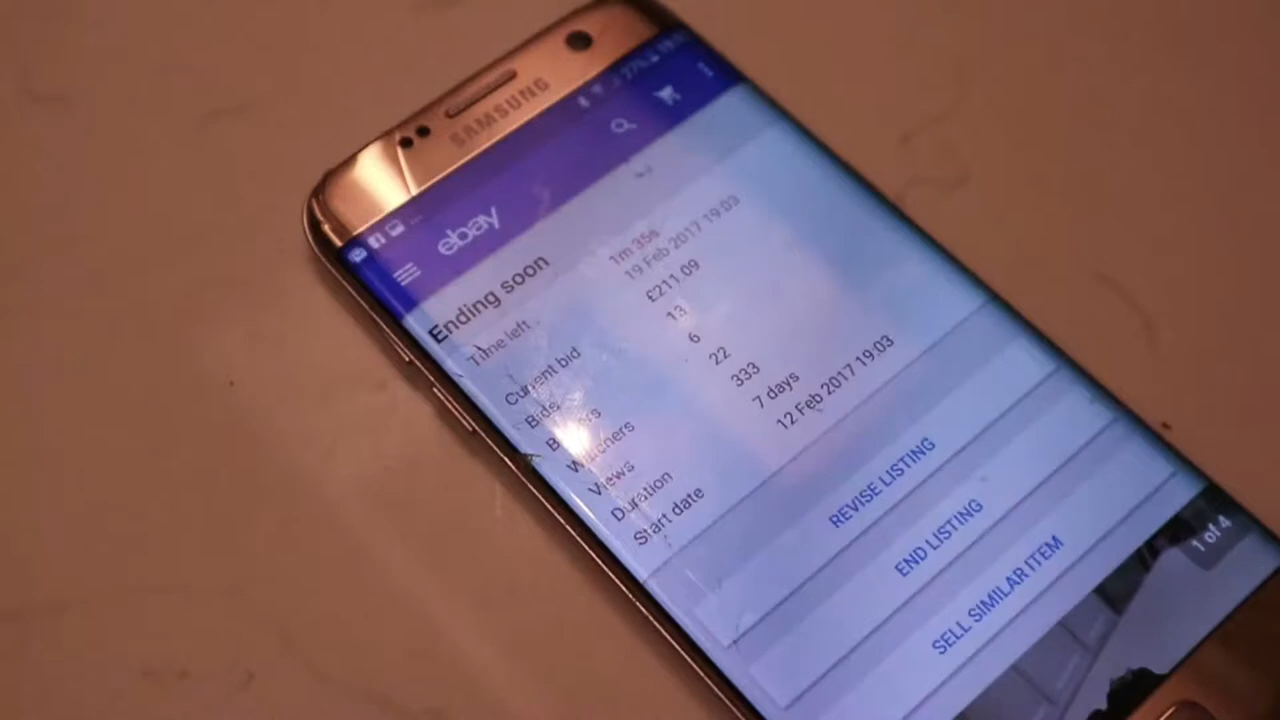 SAMSUNG
ebay
Ending soon
Time left 1m 35s
19 Feb 2017 19:03
Current bid £211.09
Bids 13
Bidders 6
Watchers 22
Views 333
Duration 7 days
Start date 12 Feb 2017 19:03
REVISE LISTING
END LISTING
SELL SIMILAR ITEM
1 of 4